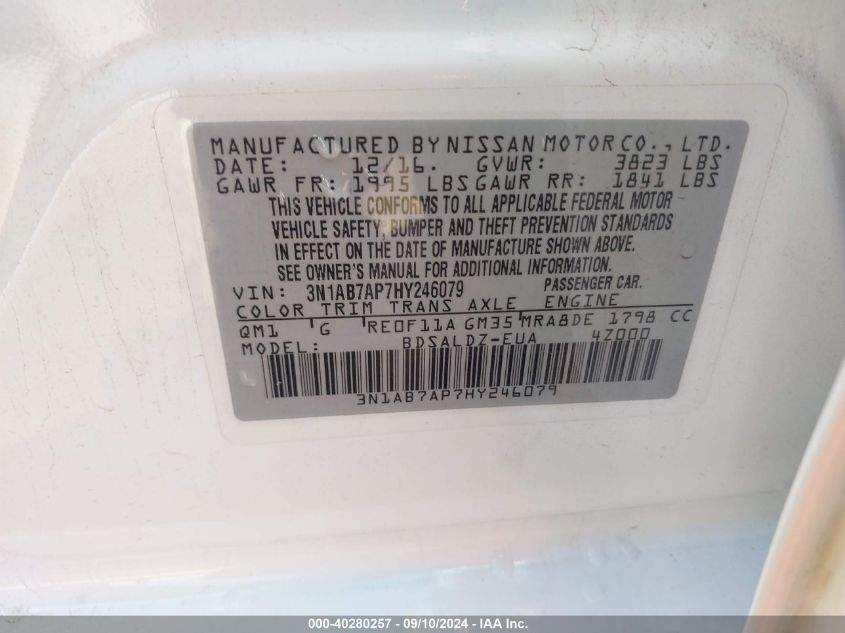 MANUFACTURED BY NISSAN MOTOR CO., LTD.
DATE: 12/16. GVWR: 3823 LBS
GAWR FR: 1995 LBS GAWR RR: 1841 LBS
THIS VEHICLE CONFORMS TO ALL APPLICABLE FEDERAL MOTOR
VEHICLE SAFETY, BUMPER AND THEFT PREVENTION STANDARDS
IN EFFECT ON THE DATE OF MANUFACTURE SHOWN ABOVE.
SEE OWNER'S MANUAL FOR ADDITIONAL INFORMATION.
VIN: 3N1AB7AP7HY246079 PASSENGER CAR.
COLOR TRIM TRANS AXLE ENGINE
QM1 G RE0F11A GM35 MRA8DE 1798 CC
MODEL: BDSALDZ-EUA 4Z000
3N1AB7AP7HY246079
000-40280257 - 09/10/2024 - IAA Inc.